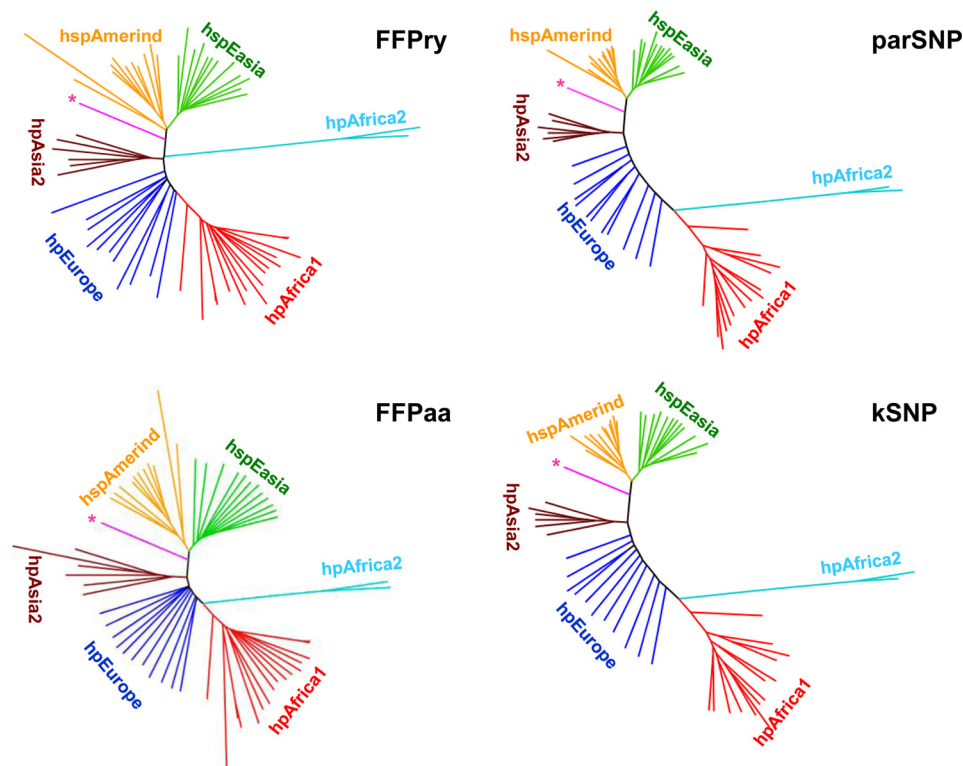 FFPry
hspAmerind
hspEasia
*
hpAfrica2
hpAsia2
hpEurope
hpAfrica1
parSNP
hspAmerind
hspEasia
*
hpAsia2
hpAfrica2
hpEurope
hpAfrica1
FFPaa
hspAmerind
hspEasia
*
hpAfrica2
hpAsia2
hpEurope
hpAfrica1
kSNP
hspAmerind
hspEasia
*
hpAsia2
hpAfrica2
hpEurope
hpAfrica1